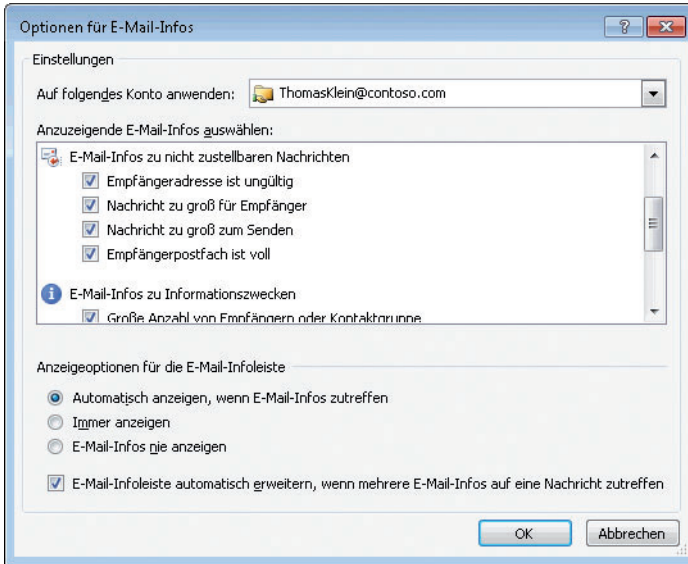 Optionen für E-Mail-Infos
Einstellungen
Auf folgendes Konto anwenden: ThomasKlein@contoso.com
Anzuzeigende E-Mail-Infos auswählen:
E-Mail-Infos zu nicht zustellbaren Nachrichten
Empfängeradresse ist ungültig
Nachricht zu groß für Empfänger
Nachricht zu groß zum Senden
Empfängerpostfach ist voll
E-Mail-Infos zu Informationszwecken
Große Anzahl von Empfängern oder Kontaktgruppe
Anzeigeoptionen für die E-Mail-Infoleiste
Automatisch anzeigen, wenn E-Mail-Infos zutreffen
Immer anzeigen
E-Mail-Infos nie anzeigen
E-Mail-Infoleiste automatisch erweitern, wenn mehrere E-Mail-Infos auf eine Nachricht zutreffen
OK Abbrechen